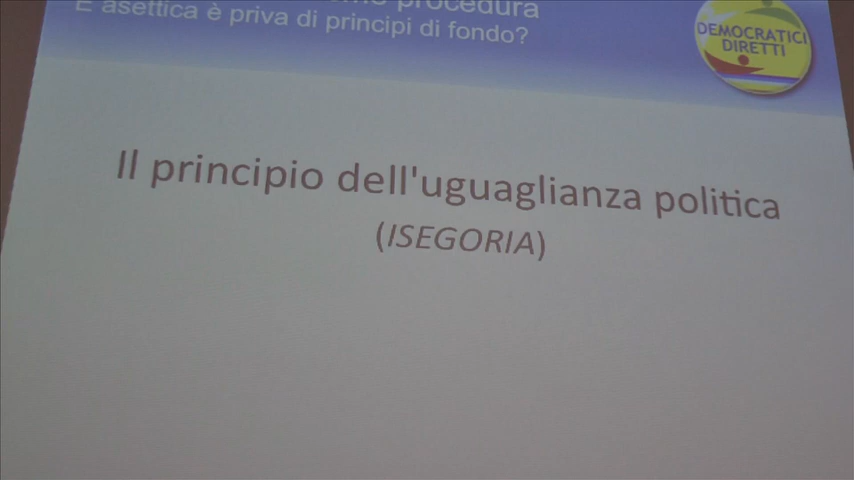 procedura
E asettica è priva di principi di fondo?
DEMOCRATICI
DIRETTI
Il principio dell'uguaglianza politica
(ISEGORIA)